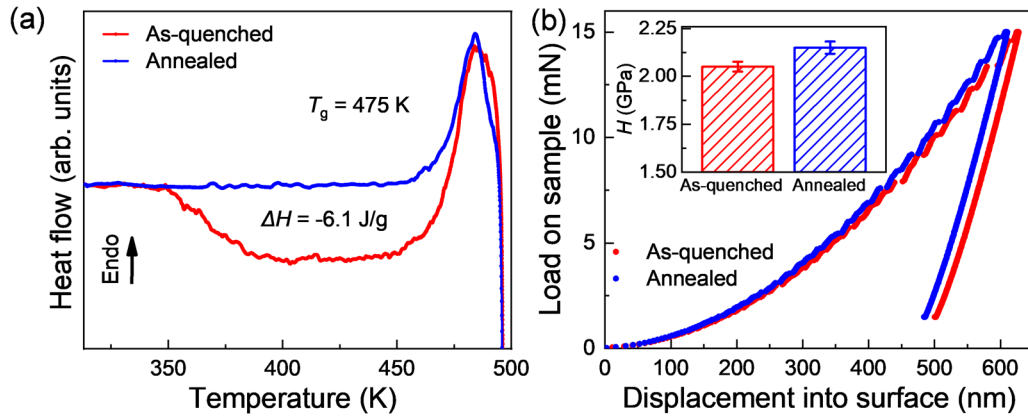 (a)
As-quenched
Annealed
T_g = 475 K
ΔH = -6.1 J/g
Endo
Heat flow (arb. units)
350 400 450 500
Temperature (K)
(b)
Load on sample (mN)
15
10
5
0
2.25
2.00
1.75
1.50
H (GPa)
As-quenched Annealed
As-quenched
Annealed
0 100 200 300 400 500 600
Displacement into surface (nm)